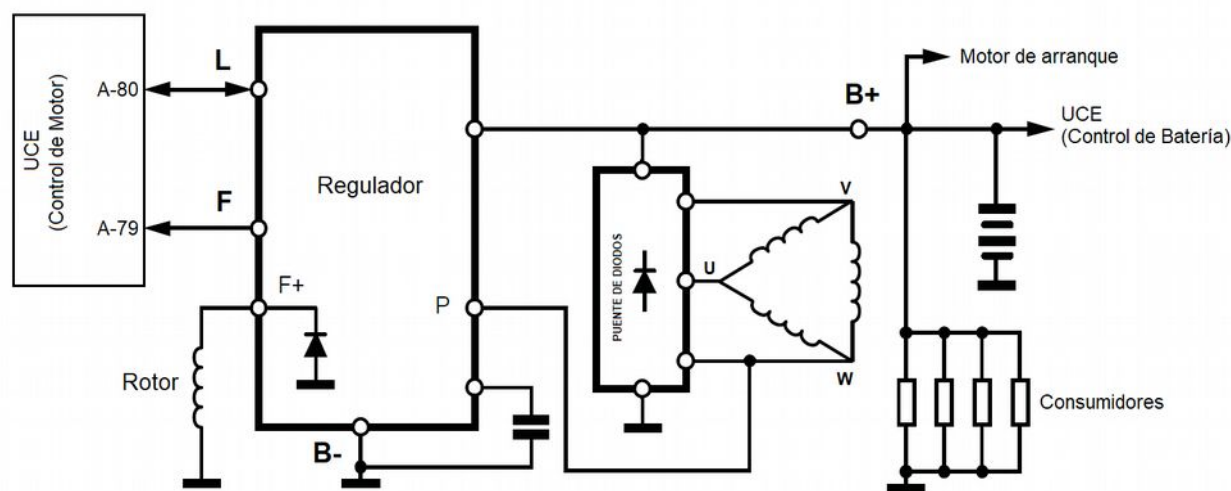 UCE
(Control de Motor)
A-80
A-79
L
F
F+
Rotor
Regulador
P
B-
B+
PUENTE DE DIODOS
U
V
W
Motor de arranque
UCE
(Control de Batería)
Consumidores